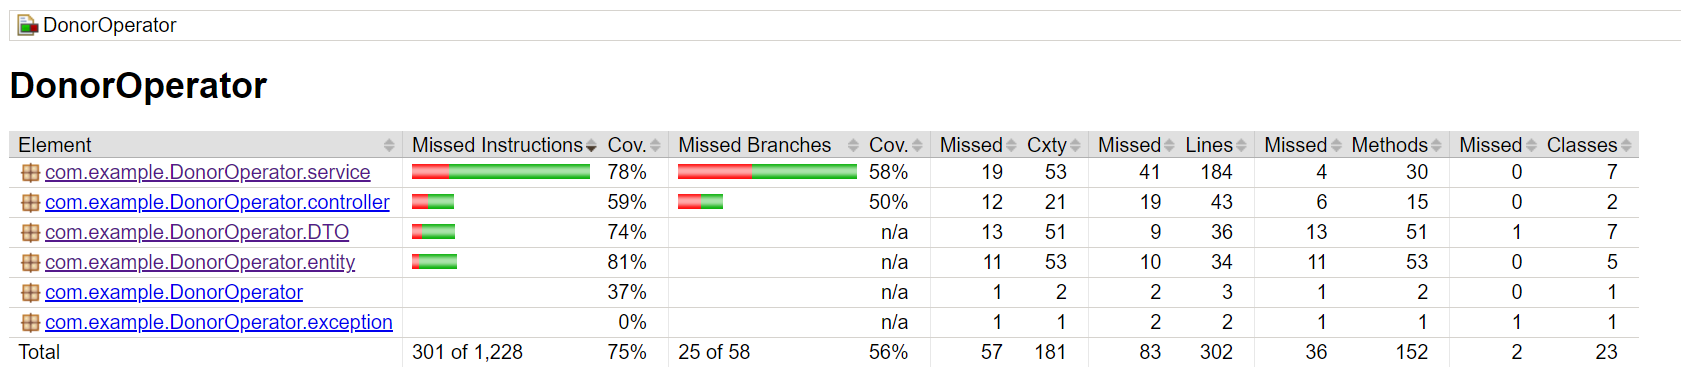 DonorOperator
DonorOperator
Element Missed Instructions Cov. Missed Branches Cov. Missed Cxty Missed Lines Missed Methods Missed Classes
com.example.DonorOperator.service 78% 58% 19 53 41 184 4 30 0 7
com.example.DonorOperator.controller 59% 50% 12 21 19 43 6 15 0 2
com.example.DonorOperator.DTO 74% n/a 13 51 9 36 13 51 1 7
com.example.DonorOperator.entity 81% n/a 11 53 10 34 11 53 0 5
com.example.DonorOperator 37% n/a 1 2 2 3 1 2 0 1
com.example.DonorOperator.exception 0% n/a 1 1 2 2 1 1 1 1
Total 301 of 1,228 75% 25 of 58 56% 57 181 83 302 36 152 2 23